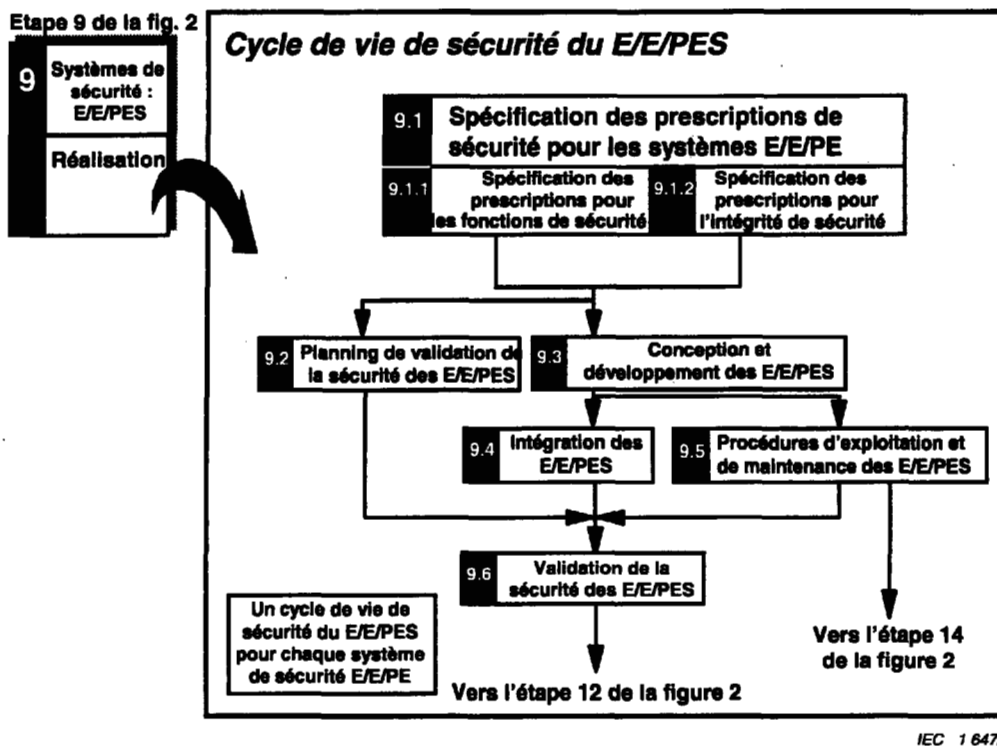 Etape 9 de la fig. 2
9
Systèmes de
sécurité :
E/E/PES
Réalisation
Cycle de vie de sécurité du E/E/PES
9.1
Spécification des prescriptions de
sécurité pour les systèmes E/E/PE
9.1.1
Spécification des
prescriptions pour
les fonctions de sécurité
9.1.2
Spécification des
prescriptions pour
l'intégrité de sécurité
9.2
Planning de validation de
la sécurité des E/E/PES
9.3
Conception et
développement des E/E/PES
9.4
Intégration des
E/E/PES
9.5
Procédures d'exploitation et
de maintenance des E/E/PES
9.6
Validation de la
sécurité des E/E/PES
Un cycle de vie de
sécurité du E/E/PES
pour chaque système
de sécurité E/E/PE
Vers l'étape 12 de la figure 2
Vers l'étape 14
de la figure 2
IEC 1 647